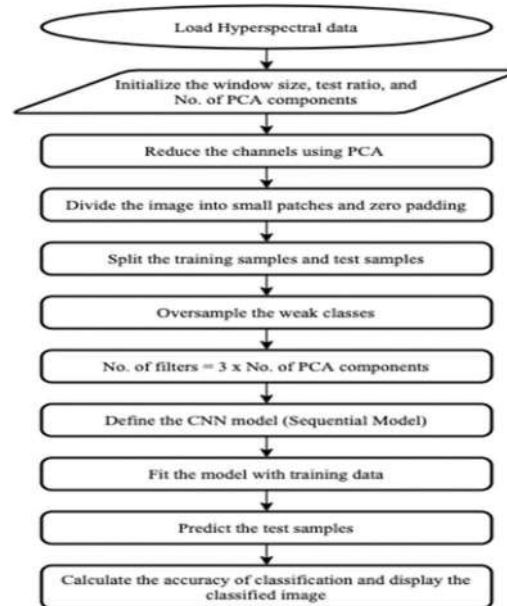 Load Hyperspectral data
Initialize the window size, test ratio, and
No. of PCA components
Reduce the channels using PCA
Divide the image into small patches and zero padding
Split the training samples and test samples
Oversample the weak classes
No. of filters = 3 x No. of PCA components
Define the CNN model (Sequential Model)
Fit the model with training data
Predict the test samples
Calculate the accuracy of classification and display the
classified image